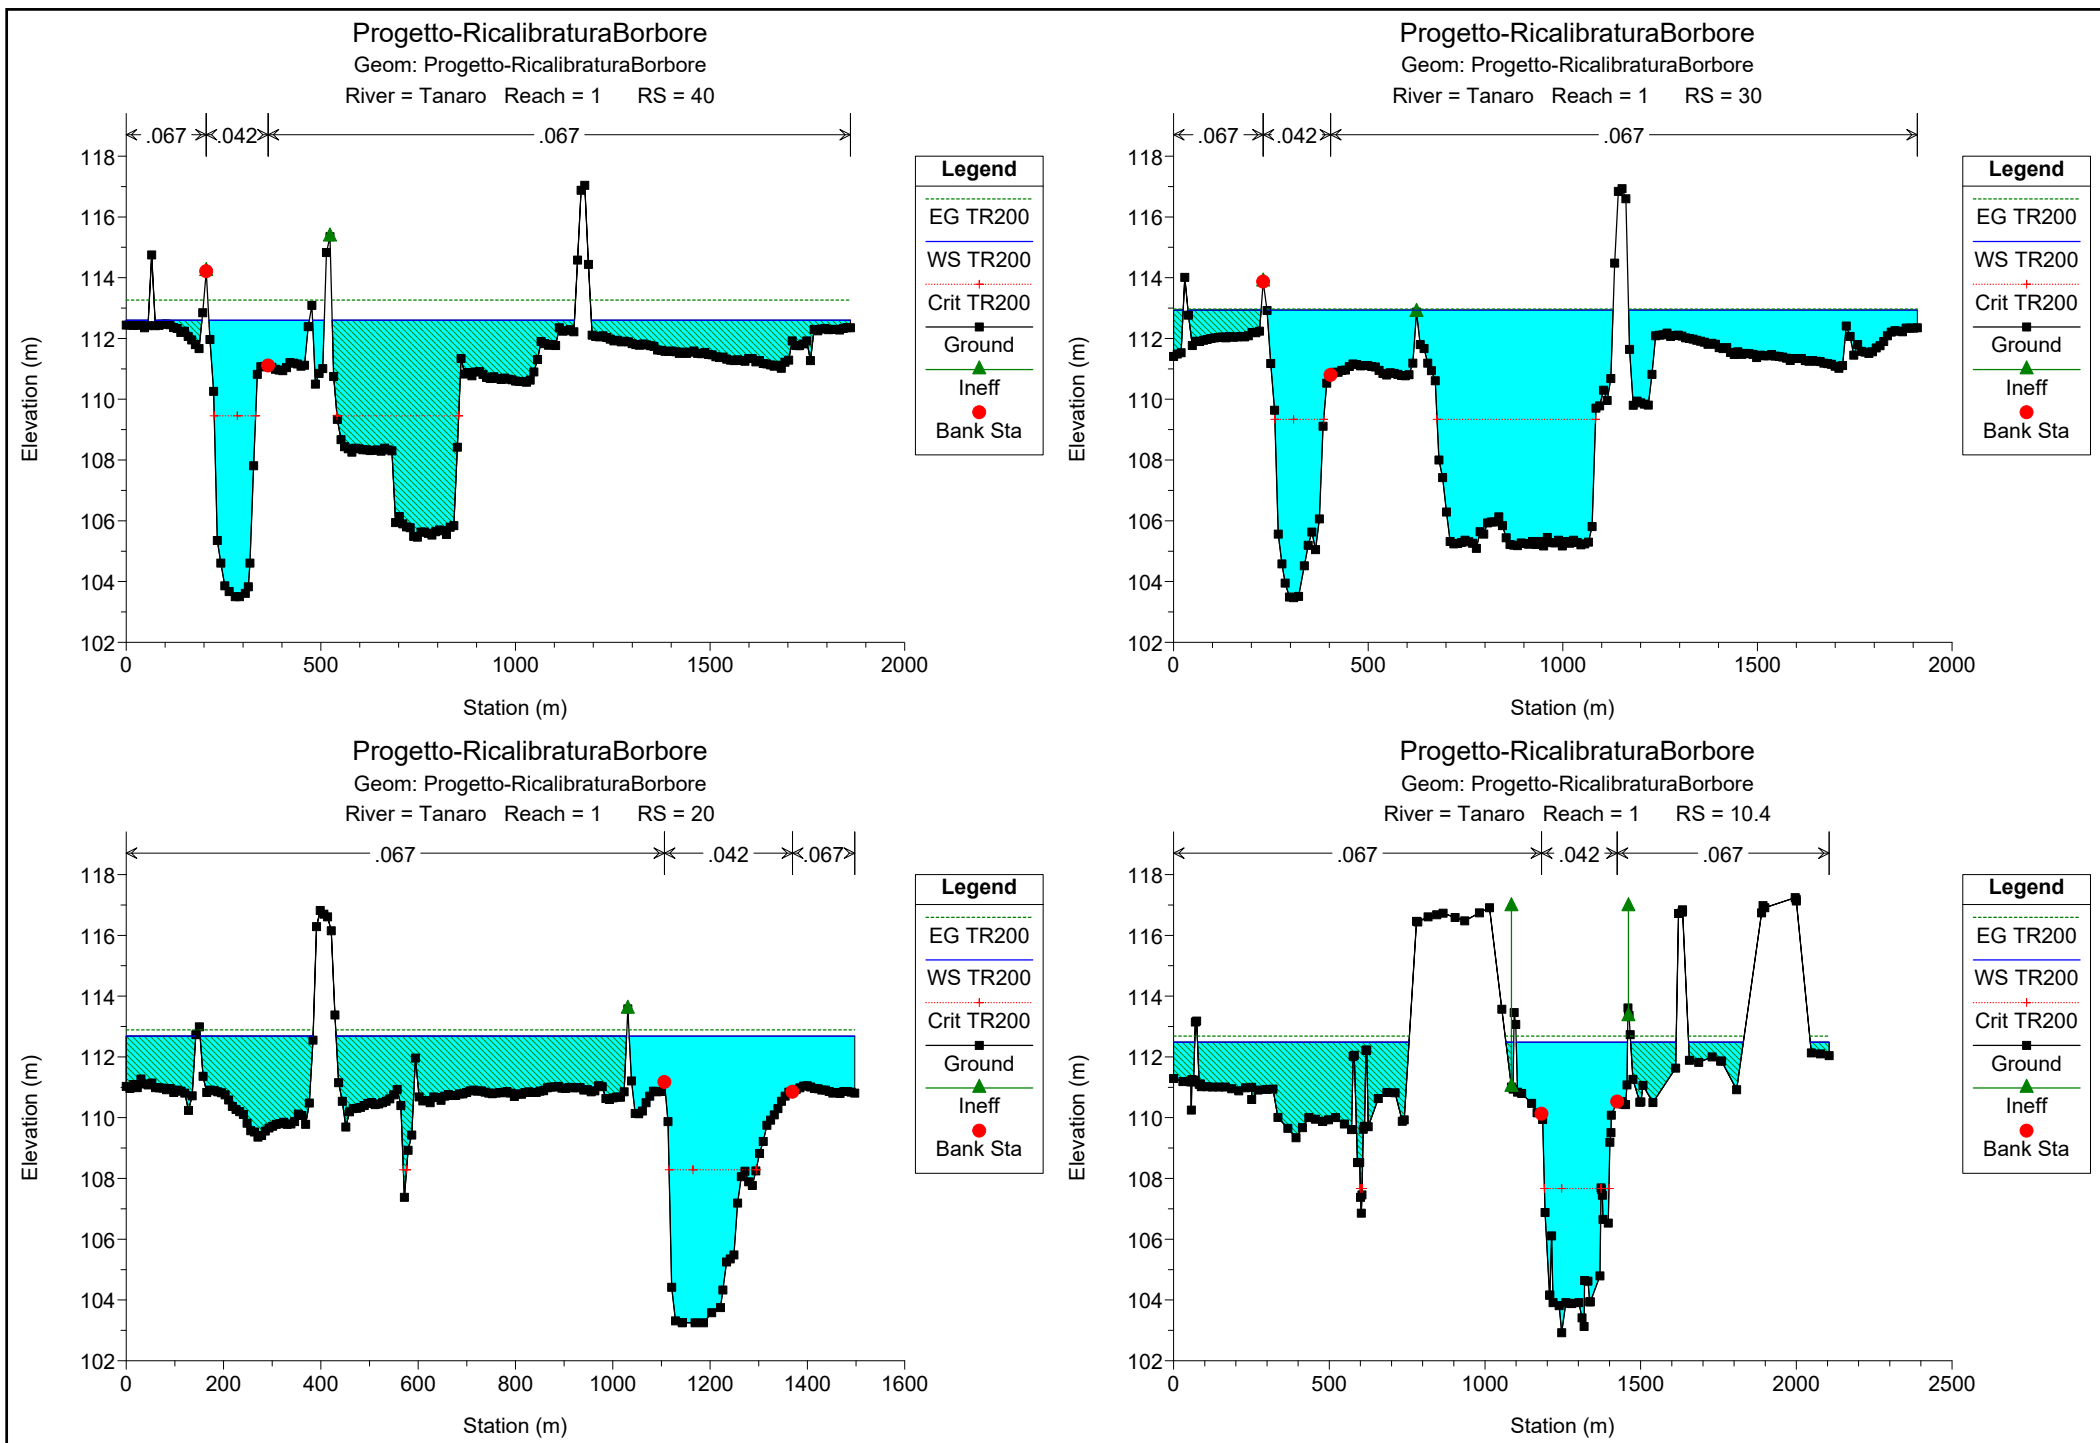 Progetto-RicalibraturaBorbore
Geom: Progetto-RicalibraturaBorbore
River = Tanaro Reach = 1 RS = 40
.067 .042 .067
118
116
114
112
110
108
106
104
102
Elevation (m)
0 500 1000 1500 2000
Station (m)
Legend
EG TR200
WS TR200
Crit TR200
Ground
Ineff
Bank Sta
Progetto-RicalibraturaBorbore
Geom: Progetto-RicalibraturaBorbore
River = Tanaro Reach = 1 RS = 30
.067 .042 .067
118
116
114
112
110
108
106
104
102
Elevation (m)
0 500 1000 1500 2000
Station (m)
Legend
EG TR200
WS TR200
Crit TR200
Ground
Ineff
Bank Sta
Progetto-RicalibraturaBorbore
Geom: Progetto-RicalibraturaBorbore
River = Tanaro Reach = 1 RS = 20
.067 .042 .067
118
116
114
112
110
108
106
104
102
Elevation (m)
0 200 400 600 800 1000 1200 1400 1600
Station (m)
Legend
EG TR200
WS TR200
Crit TR200
Ground
Ineff
Bank Sta
Progetto-RicalibraturaBorbore
Geom: Progetto-RicalibraturaBorbore
River = Tanaro Reach = 1 RS = 10.4
.067 .042 .067
118
116
114
112
110
108
106
104
102
Elevation (m)
0 500 1000 1500 2000 2500
Station (m)
Legend
EG TR200
WS TR200
Crit TR200
Ground
Ineff
Bank Sta